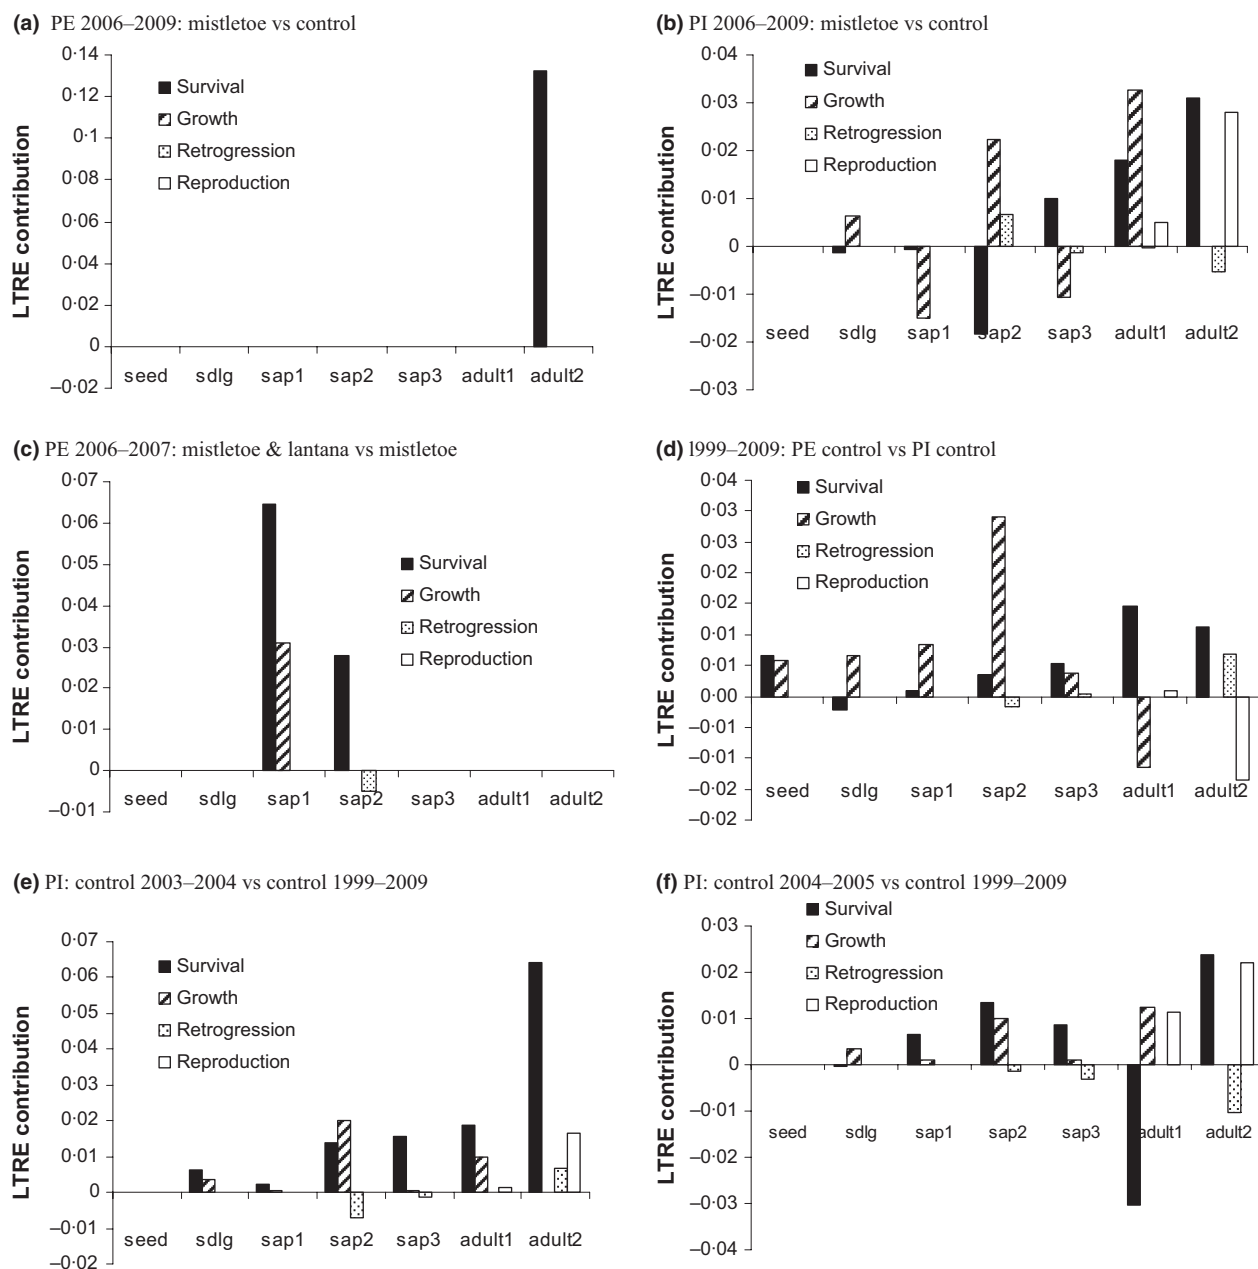 (a) PE 2006–2009: mistletoe vs control
0·14
0·12
0·1
0·08
0·06
0·04
0·02
0
–0·02
LTRE contribution
Survival
Growth
Retrogression
Reproduction
seed sdlg sap1 sap2 sap3 adult1 adult2
(b) PI 2006–2009: mistletoe vs control
0·04
0·03
0·02
0·01
0
–0·01
–0·02
–0·03
LTRE contribution
Survival
Growth
Retrogression
Reproduction
seed sdlg sap1 sap2 sap3 adult1 adult2
(c) PE 2006–2007: mistletoe & lantana vs mistletoe
0·07
0·06
0·05
0·04
0·03
0·02
0·01
0
–0·01
LTRE contribution
Survival
Growth
Retrogression
Reproduction
seed sdlg sap1 sap2 sap3 adult1 adult2
(d) l999–2009: PE control vs PI control
0·04
0·03
0·03
0·02
0·02
0·01
0·01
0·00
–0·01
–0·01
–0·02
–0·02
LTRE contribution
Survival
Growth
Retrogression
Reproduction
seed sdlg sap1 sap2 sap3 adult1 adult2
(e) PI: control 2003–2004 vs control 1999–2009
0·07
0·06
0·05
0·04
0·03
0·02
0·01
0
–0·01
–0·02
LTRE contribution
Survival
Growth
Retrogression
Reproduction
seed sdlg sap1 sap2 sap3 adult1 adult2
(f) PI: control 2004–2005 vs control 1999–2009
0·03
0·02
0·01
0
–0·01
–0·02
–0·03
–0·04
LTRE contribution
Survival
Growth
Retrogression
Reproduction
seed sdlg sap1 sap2 sap3 adult1 adult2